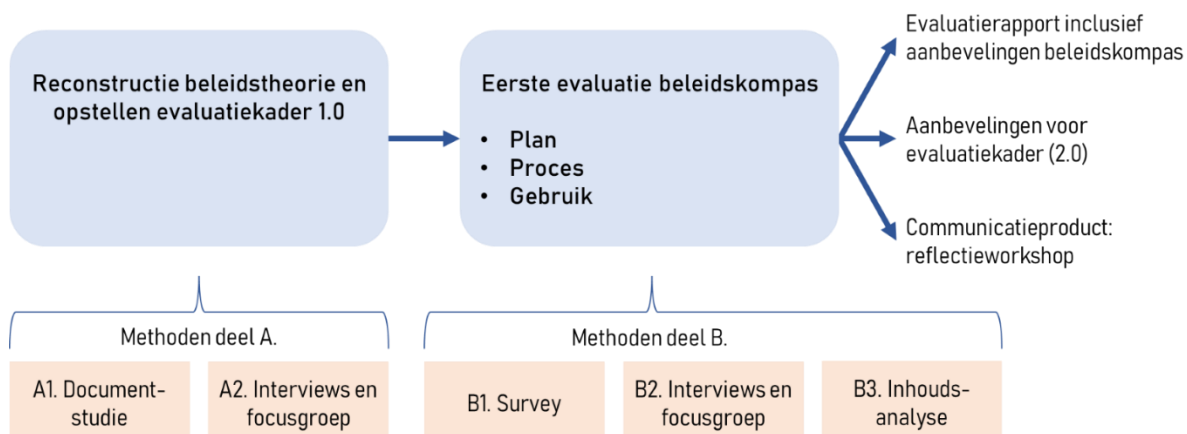 Reconstructie beleidstheorie en
opstellen evaluatiekader 1.0
Eerste evaluatie beleidskompas
• Plan
• Proces
• Gebruik
Evaluatierapport inclusief
aanbevelingen beleidskompas
Aanbevelingen voor
evaluatiekader (2.0)
Communicatieproduct:
reflectieworkshop
Methoden deel A.
A1. Document-
studie
A2. Interviews en
focusgroep
Methoden deel B.
B1. Survey
B2. Interviews en
focusgroep
B3. Inhouds-
analyse